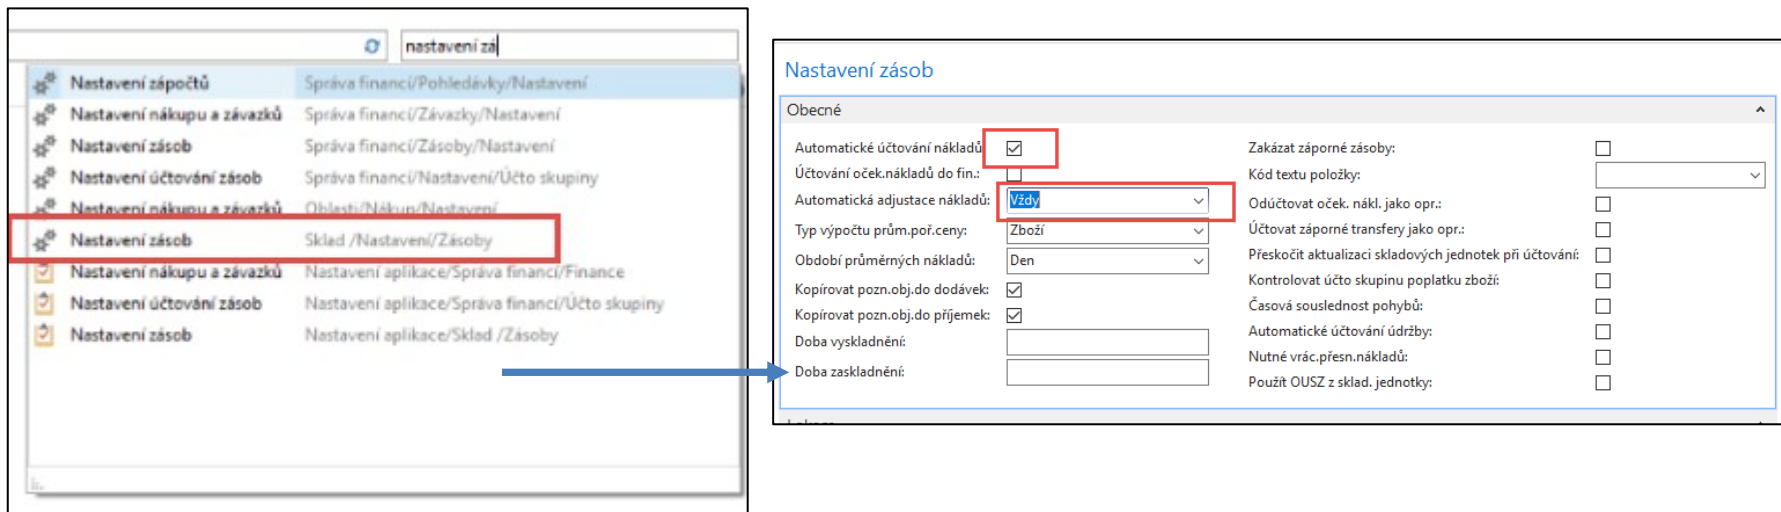 nastavení zá
Nastavení zápočtů Správa financí/Pohledávky/Nastavení
Nastavení nákupu a závazků Správa financí/Závazky/Nastavení
Nastavení zásob Správa financí/Zásoby/Nastavení
Nastavení účtování zásob Správa financí/Nastavení/Účto skupiny
Nastavení nákupu a závazků Oblasti/Nákup/Nastavení
Nastavení zásob Sklad /Nastavení/Zásoby
Nastavení nákupu a závazků Nastavení aplikace/Správa financí/Finance
Nastavení účtování zásob Nastavení aplikace/Správa financí/Účto skupiny
Nastavení zásob Nastavení aplikace/Sklad /Zásoby
Nastavení zásob
Obecné
Automatické účtování nákladů
Účtování oček.nákladů do fin.:
Automatická adjustace nákladů: Vždy
Typ výpočtu prům.poř.ceny: Zboží
Období průměrných nákladů: Den
Kopírovat pozn.obj.do dodávek:
Kopírovat pozn.obj.do příjemek:
Doba vyskladnění:
Doba zaskladnění:
Zakázat záporné zásoby:
Kód textu položky:
Odúčtovat oček. nákl. jako opr.:
Účtovat záporné transfery jako opr.:
Přeskočit aktualizaci skladových jednotek při účtování:
Kontrolovat účto skupinu poplatku zboží:
Časová souslednost pohybů:
Automatické účtování údržby:
Nutné vrác.přesn.nákladů:
Použít OUSZ z sklad. jednotky: